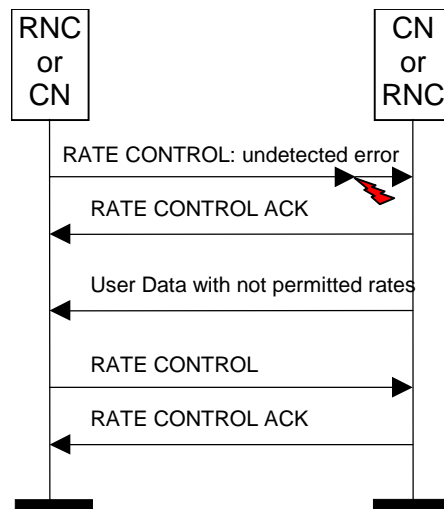 RNC
or
CN
CN
or
RNC
RATE CONTROL: undetected error
RATE CONTROL ACK
User Data with not permitted rates
RATE CONTROL
RATE CONTROL ACK